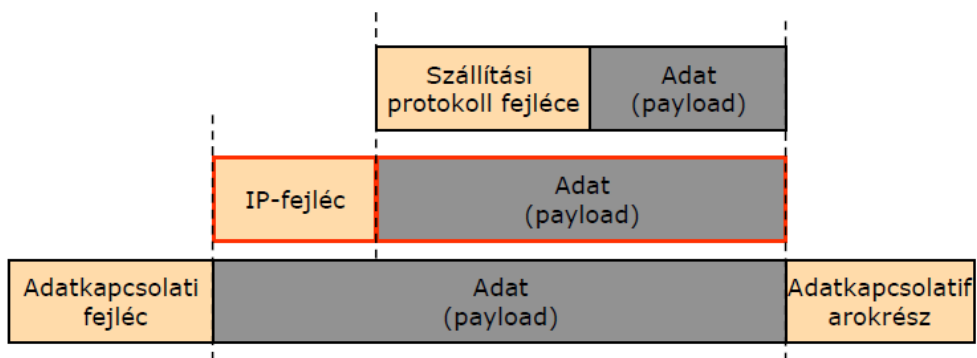 Szállítási
protokoll fejléce
Adat
(payload)
IP-fejléc
Adat
(payload)
Adatkapcsolati
fejléc
Adat
(payload)
Adatkapcsolatif
arokrész